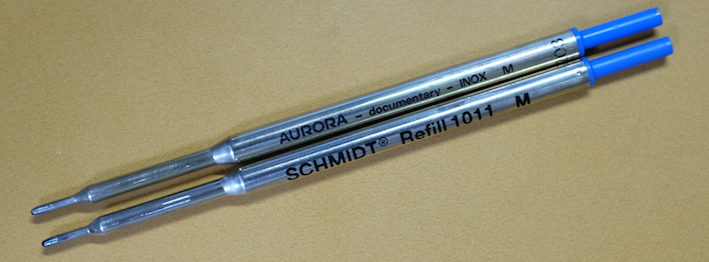 AURORA - documentary - INOX M
SCHMIDT® Refill 1011 M